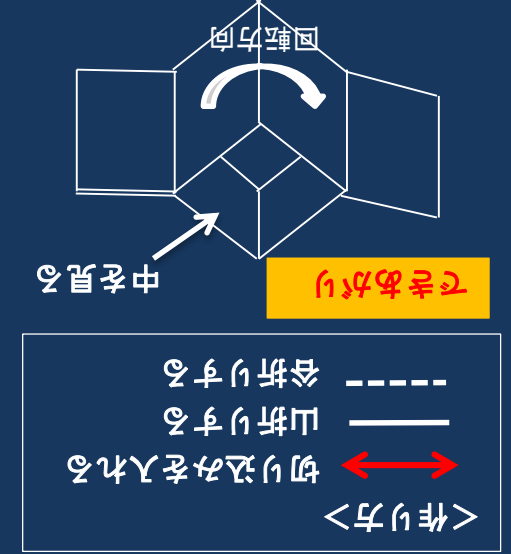 ＜作り方＞
切り込みを入れる
山折りする
谷折りする
できあがり
中を見る
回転方向